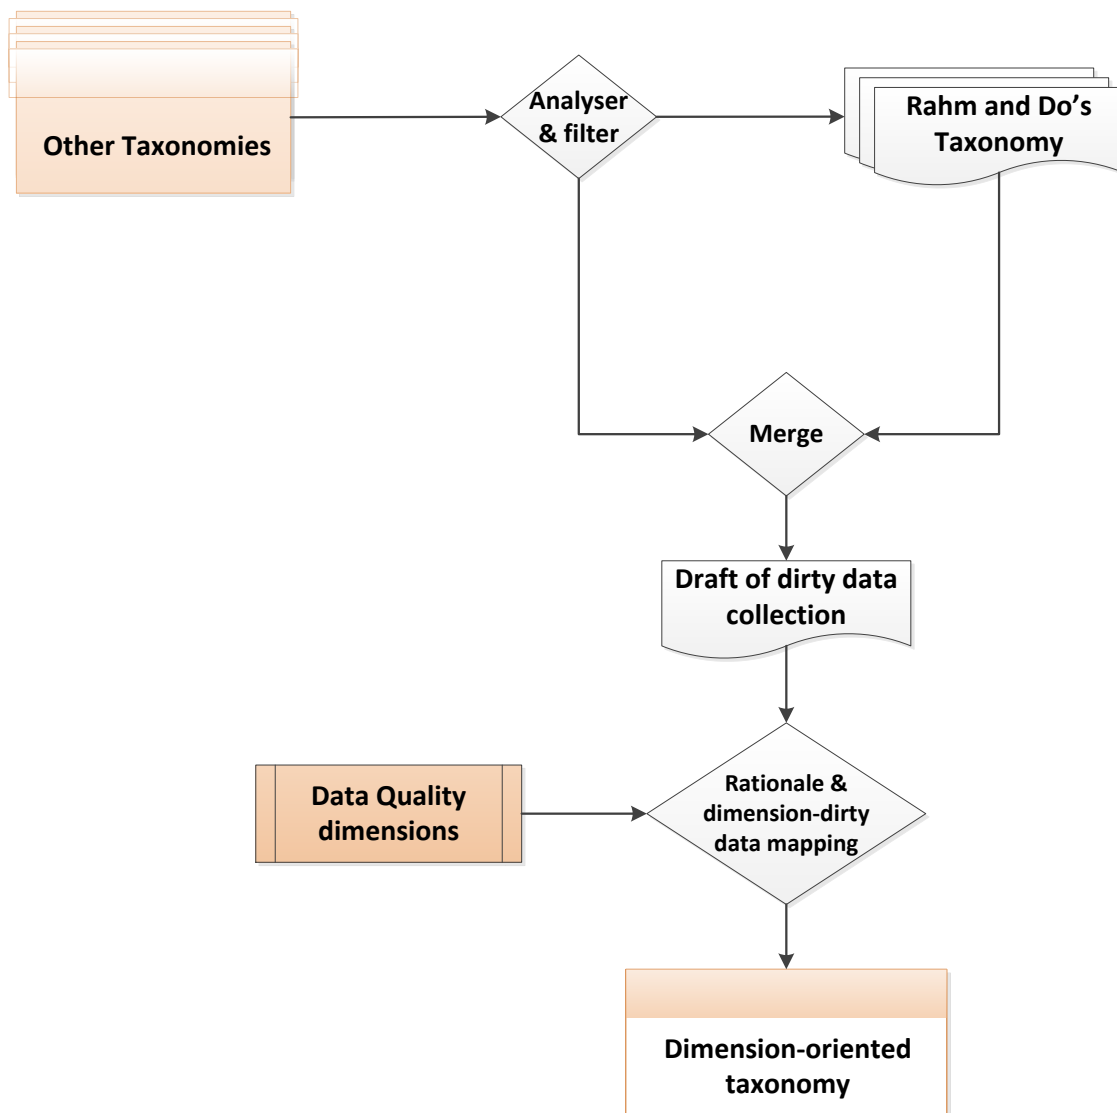 Other Taxonomies
Analyser
& filter
Rahm and Do's
Taxonomy
Merge
Draft of dirty data
collection
Data Quality
dimensions
Rationale &
dimension-dirty
data mapping
Dimension-oriented
taxonomy